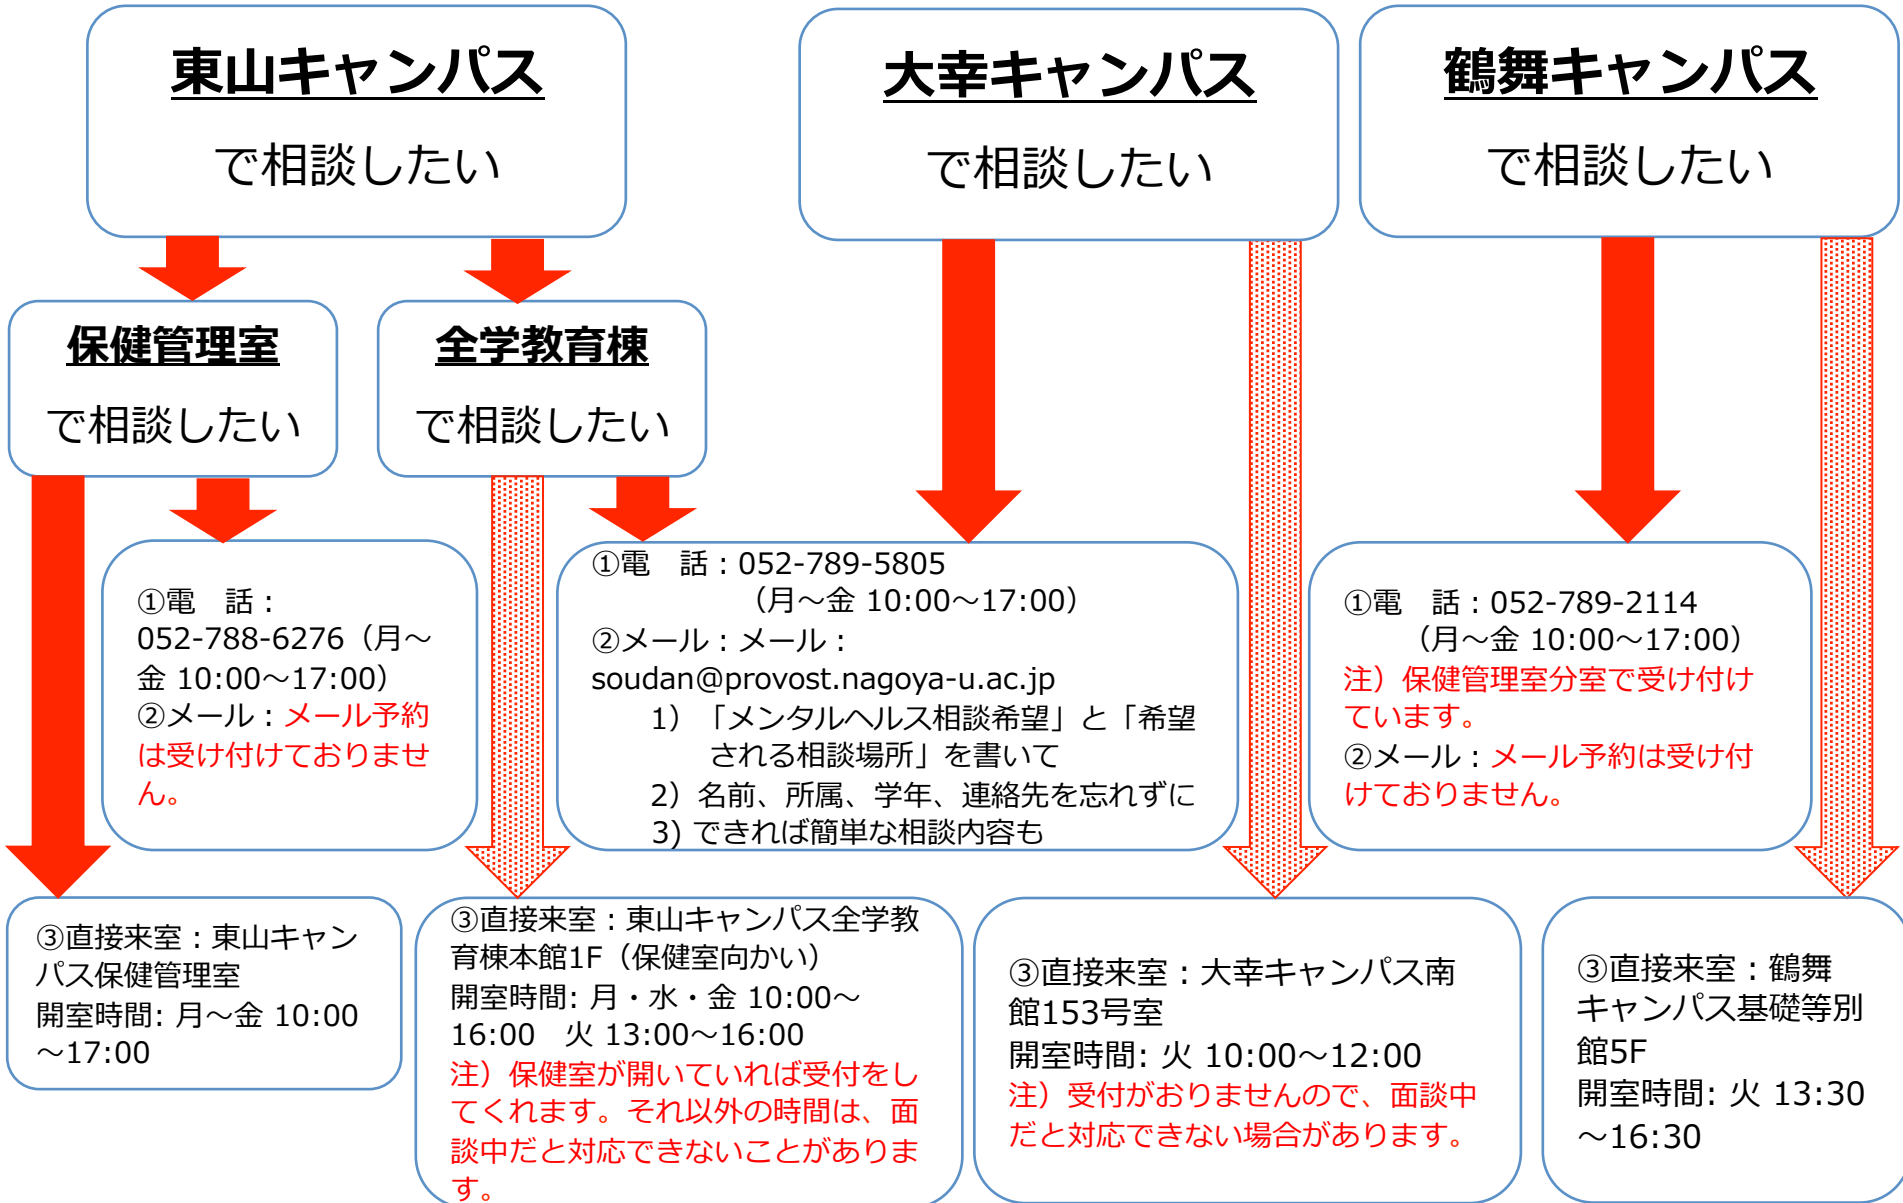 東山キャンパス
で相談したい
大幸キャンパス
で相談したい
鶴舞キャンパス
で相談したい
保健管理室
で相談したい
全学教育棟
で相談したい
①電　話：
052-788-6276（月～
金 10:00～17:00）
②メール：メール予約
は受け付けておりませ
ん。
①電　話：052-789-5805
（月～金 10:00～17:00）
②メール：メール：
soudan@provost.nagoya-u.ac.jp
1）「メンタルヘルス相談希望」と「希望
される相談場所」を書いて
2）名前、所属、学年、連絡先を忘れずに
3) できれば簡単な相談内容も
①電　話：052-789-2114
（月～金 10:00～17:00）
注）保健管理室分室で受け付け
ています。
②メール：メール予約は受け付
けておりません。
③直接来室：東山キャン
パス保健管理室
開室時間: 月～金 10:00
～17:00
③直接来室：東山キャンパス全学教
育棟本館1F（保健室向かい）
開室時間: 月・水・金 10:00～
16:00　火 13:00～16:00
注）保健室が開いていれば受付をし
てくれます。それ以外の時間は、面
談中だと対応できないことがありま
す。
③直接来室：大幸キャンパス南
館153号室
開室時間: 火 10:00～12:00
注）受付がおりませんので、面談中
だと対応できない場合があります。
③直接来室：鶴舞
キャンパス基礎等別
館5F
開室時間: 火 13:30
～16:30